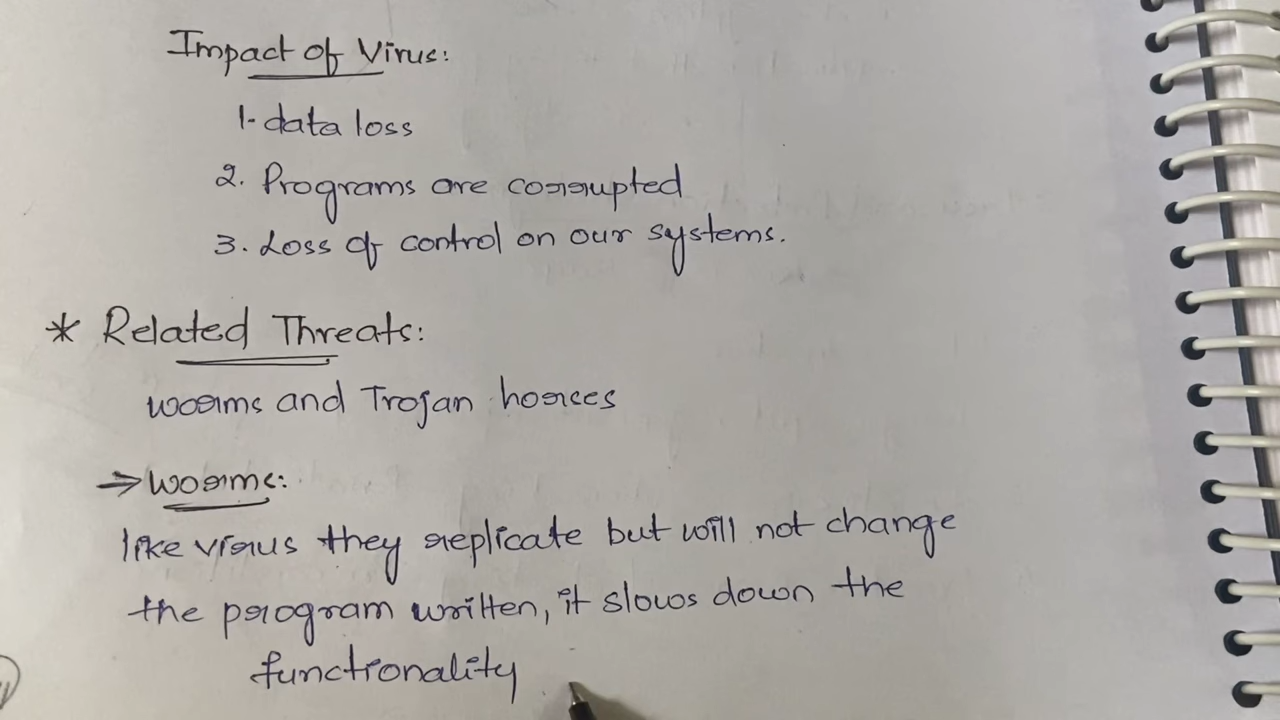 Impact of Virus:
1. data loss
2. Programs are corrupted
3. Loss of control on our systems.
* Related Threats:
worms and Trojan horses
→ worms:
like virus they replicate but will not change
the program written, it slows down the
functionality